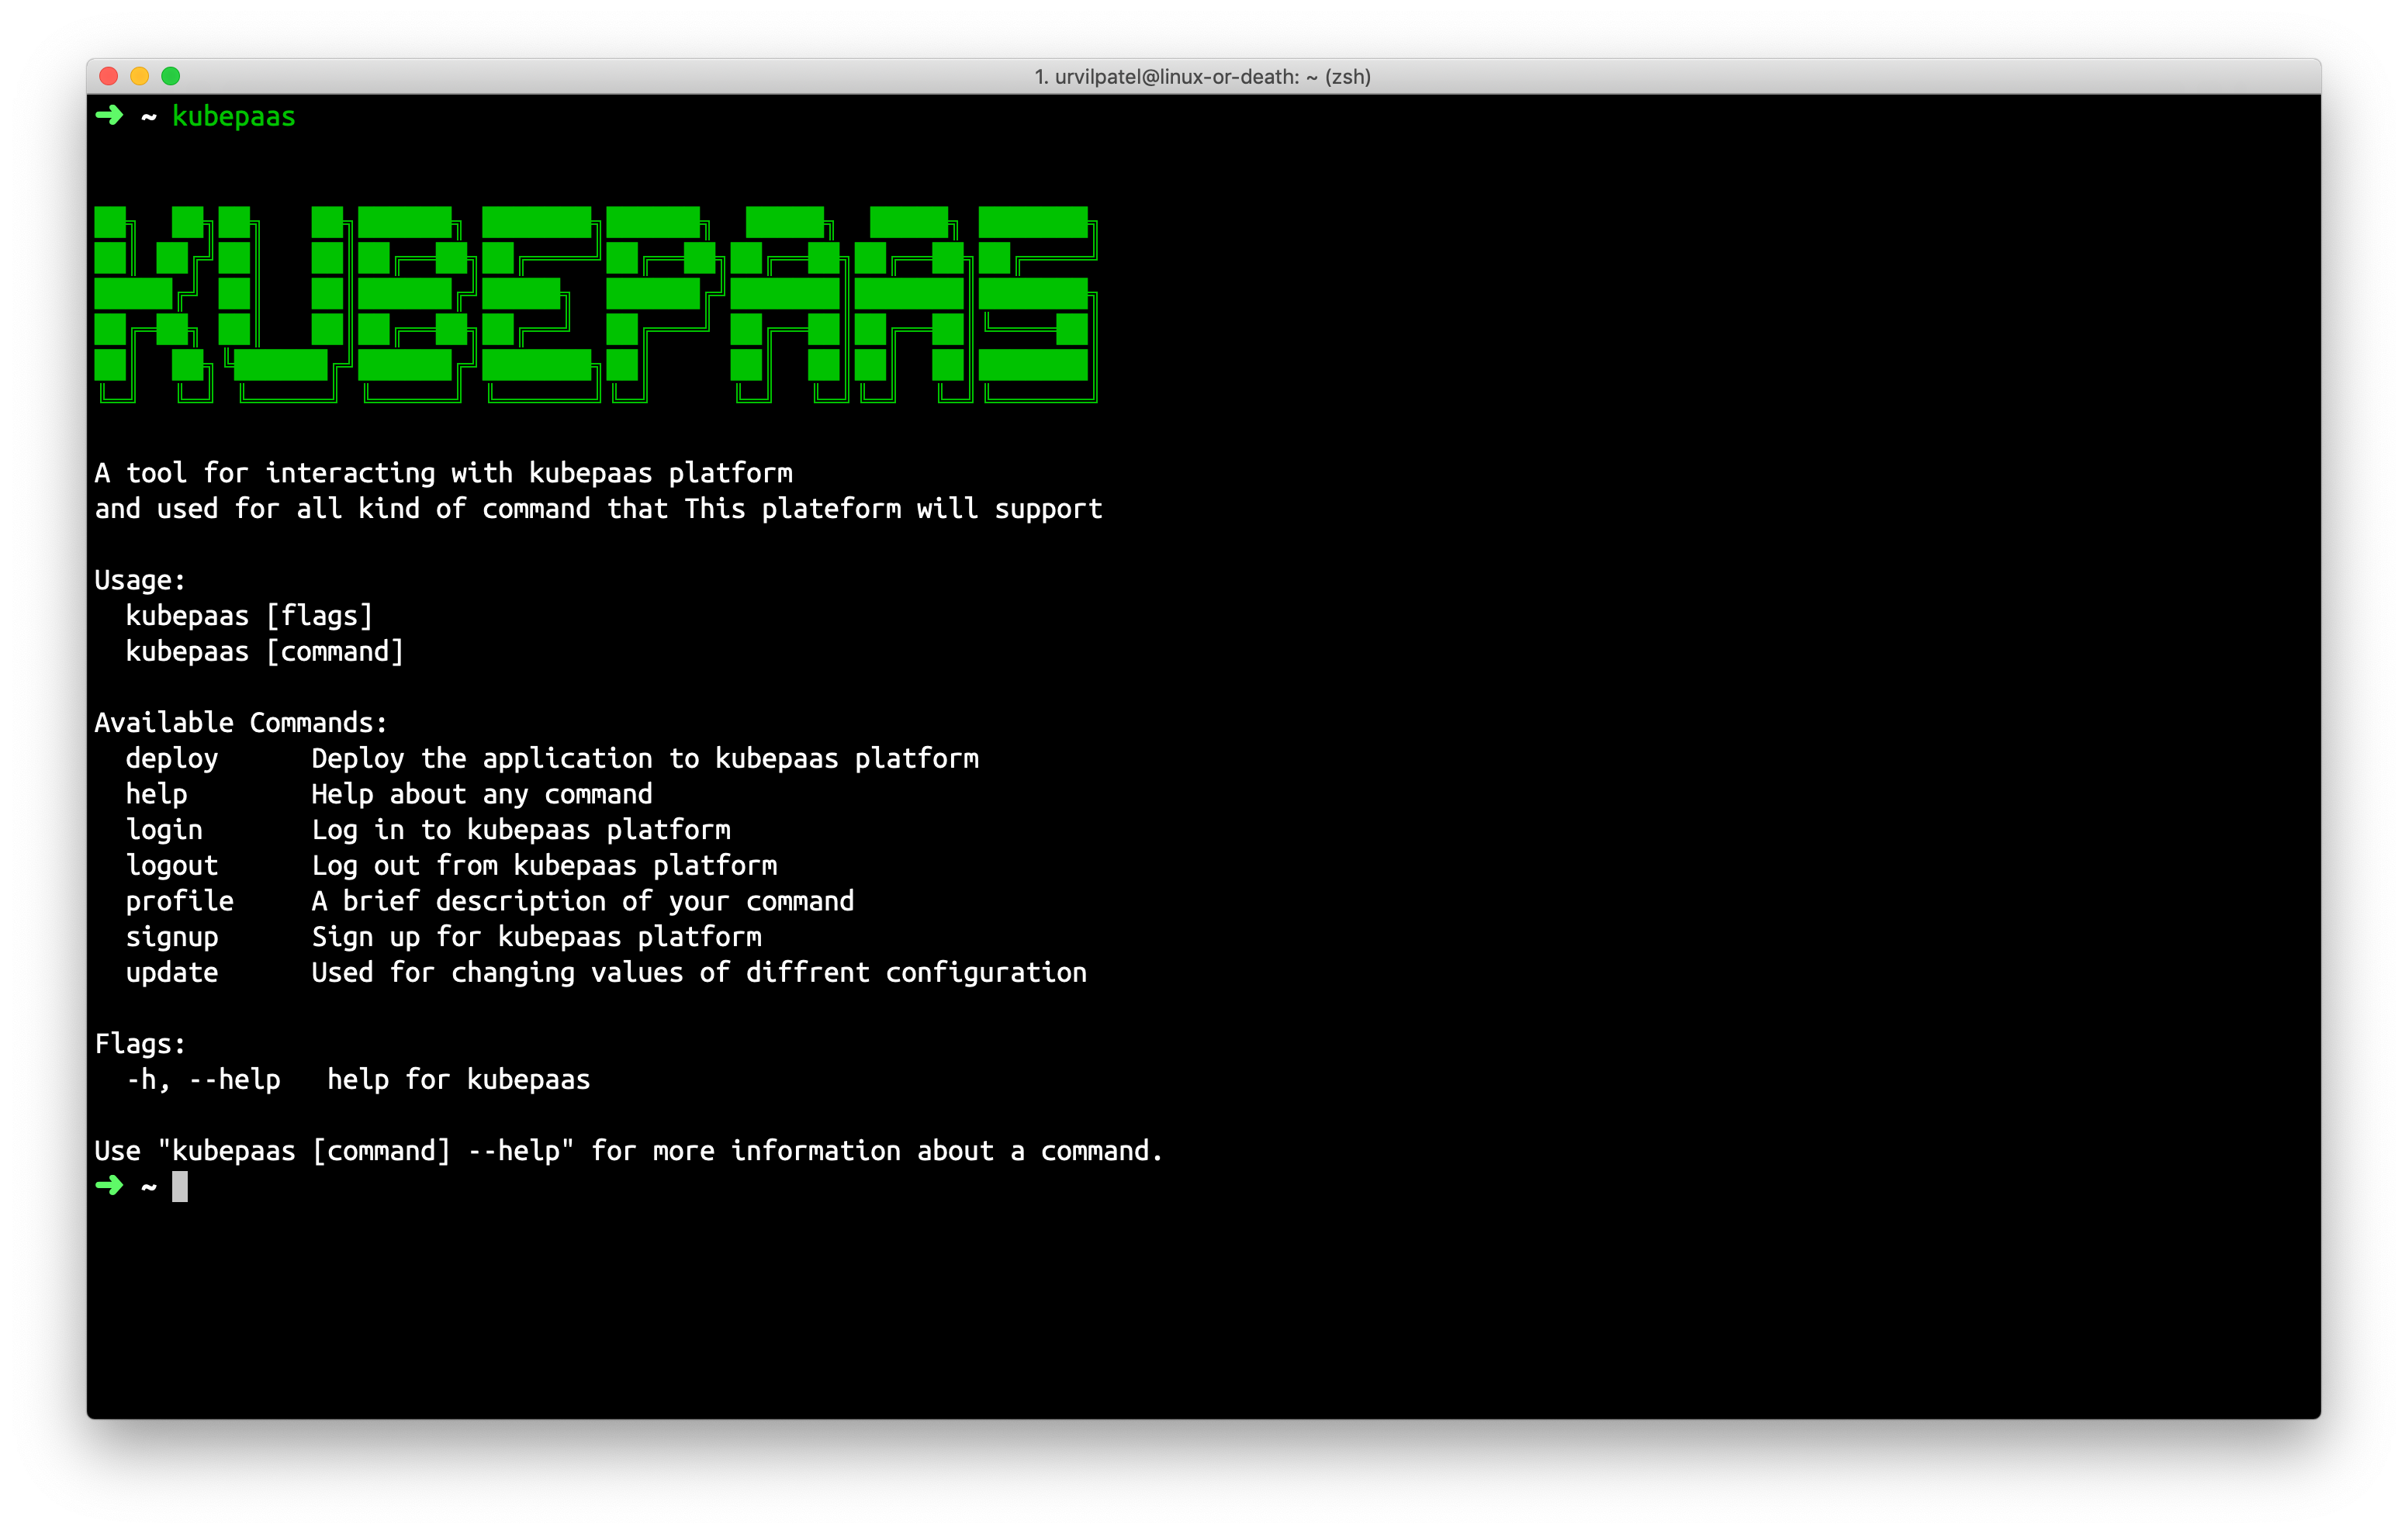 1. urvilpatel@linux-or-death: ~ (zsh)
➜ ~ kubepaas
KUBEPAAS
A tool for interacting with kubepaas platform
and used for all kind of command that This plateform will support
Usage:
  kubepaas [flags]
  kubepaas [command]
Available Commands:
  deploy      Deploy the application to kubepaas platform
  help        Help about any command
  login       Log in to kubepaas platform
  logout      Log out from kubepaas platform
  profile     A brief description of your command
  signup      Sign up for kubepaas platform
  update      Used for changing values of diffrent configuration
Flags:
  -h, --help   help for kubepaas
Use "kubepaas [command] --help" for more information about a command.
➜ ~